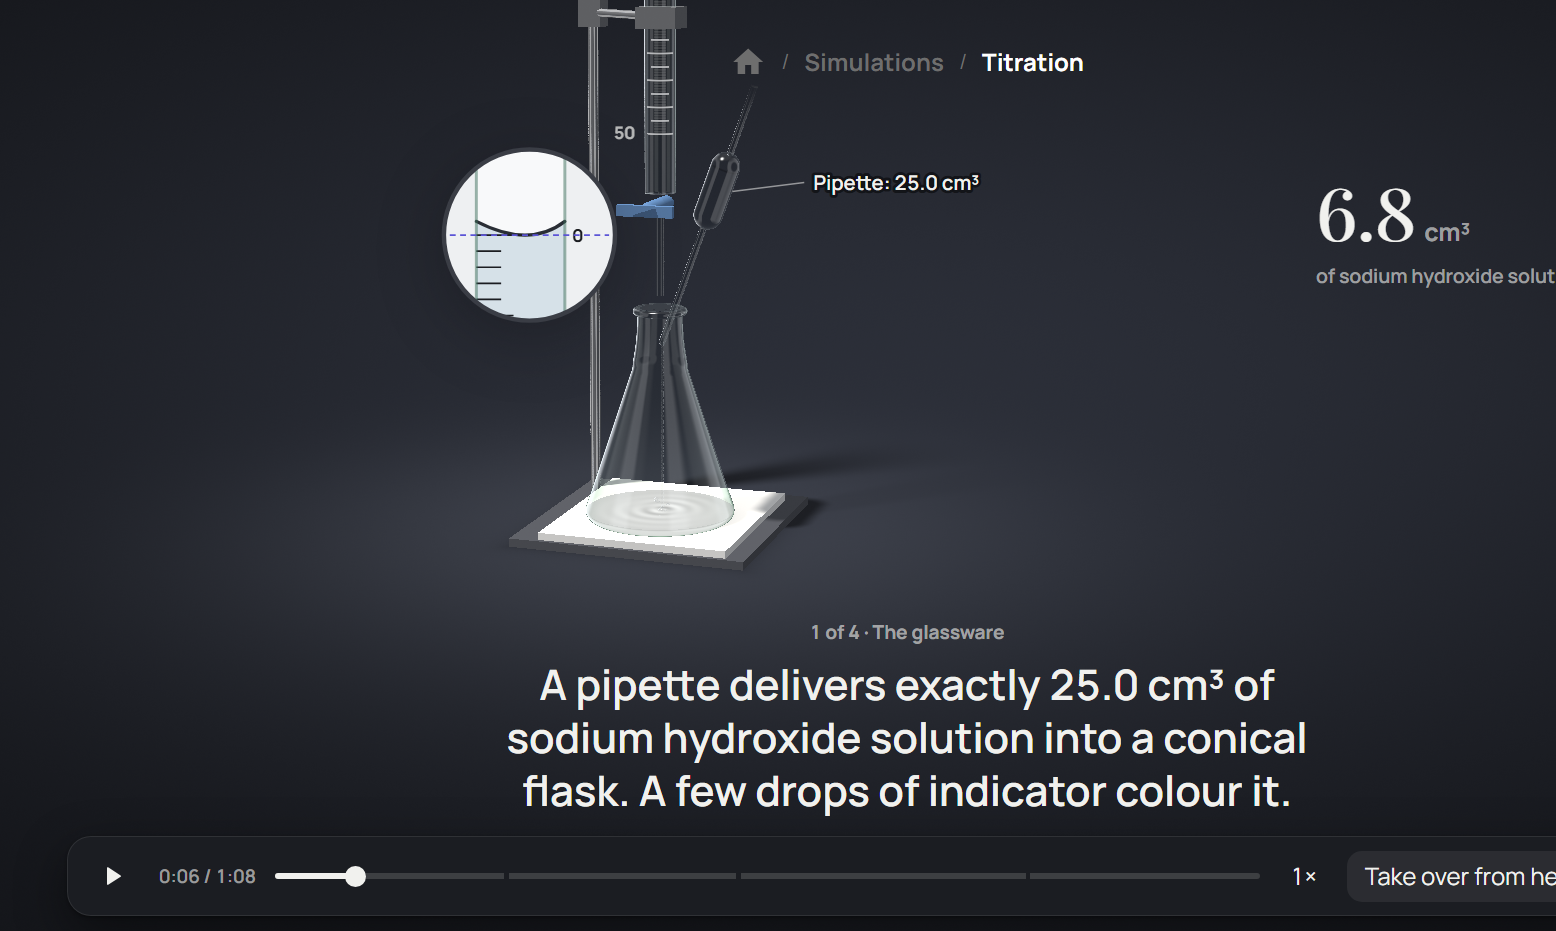 / Simulations / Titration
50
Pipette: 25.0 cm³
0
6.8 cm³
of sodium hydroxide
1 of 4 · The glassware
A pipette delivers exactly 25.0 cm³ of
sodium hydroxide solution into a conical
flask. A few drops of indicator colour it.
0:06 / 1:08
1×
Take over from